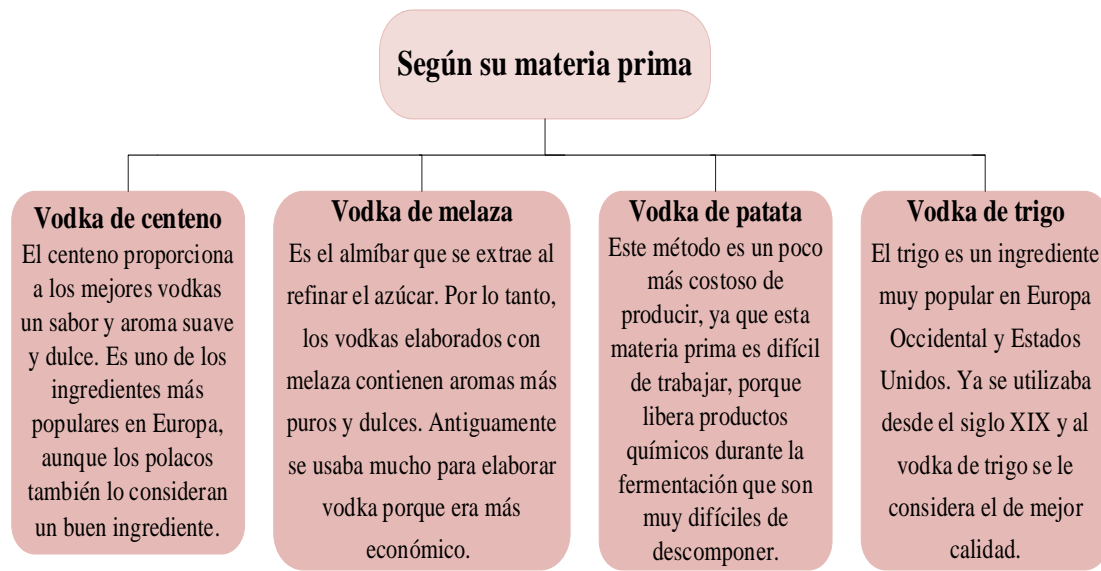 Según su materia prima
Vodka de centeno
El centeno proporciona
a los mejores vodkas
un sabor y aroma suave
y dulce. Es uno de los
ingredientes más
populares en Europa,
aunque los polacos
también lo consideran
un buen ingrediente.
Vodka de melaza
Es el almíbar que se extrae al
refinar el azúcar. Por lo tanto,
los vodkas elaborados con
melaza contienen aromas más
puros y dulces. Antiguamente
se usaba mucho para elaborar
vodka porque era más
económico.
Vodka de patata
Este método es un poco
más costoso de
producir, ya que esta
materia prima es difícil
de trabajar, porque
libera productos
químicos durante la
fermentación que son
muy difíciles de
descomponer.
Vodka de trigo
El trigo es un ingrediente
muy popular en Europa
Occidental y Estados
Unidos. Ya se utilizaba
desde el siglo XIX y al
vodka de trigo se le
considera el de mejor
calidad.